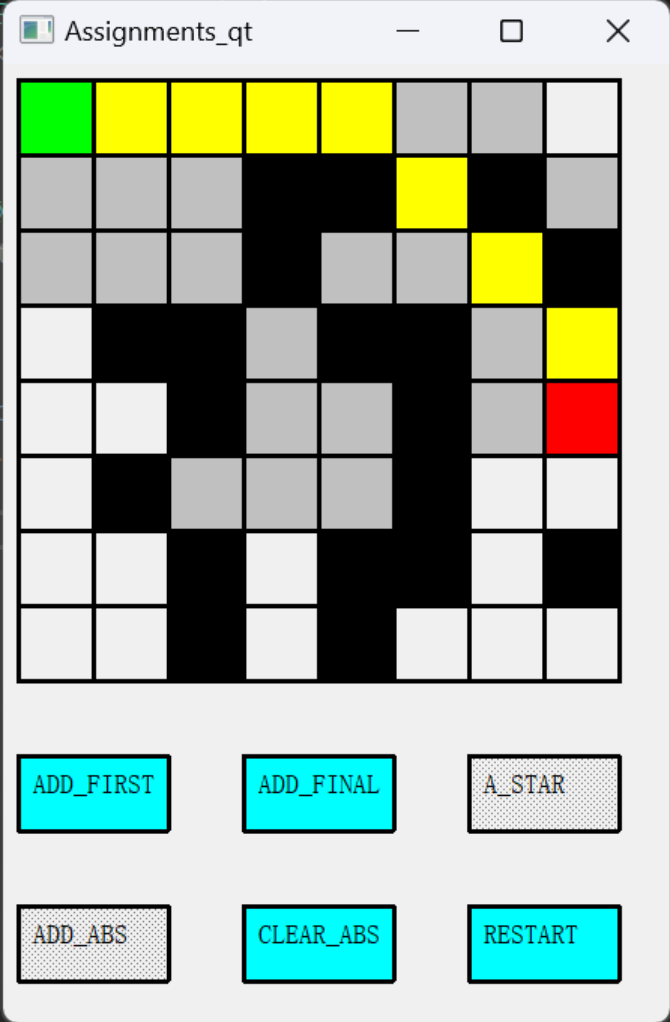 Assignments_qt
ADD_FIRST
ADD_FINAL
A_STAR
ADD_ABS
CLEAR_ABS
RESTART